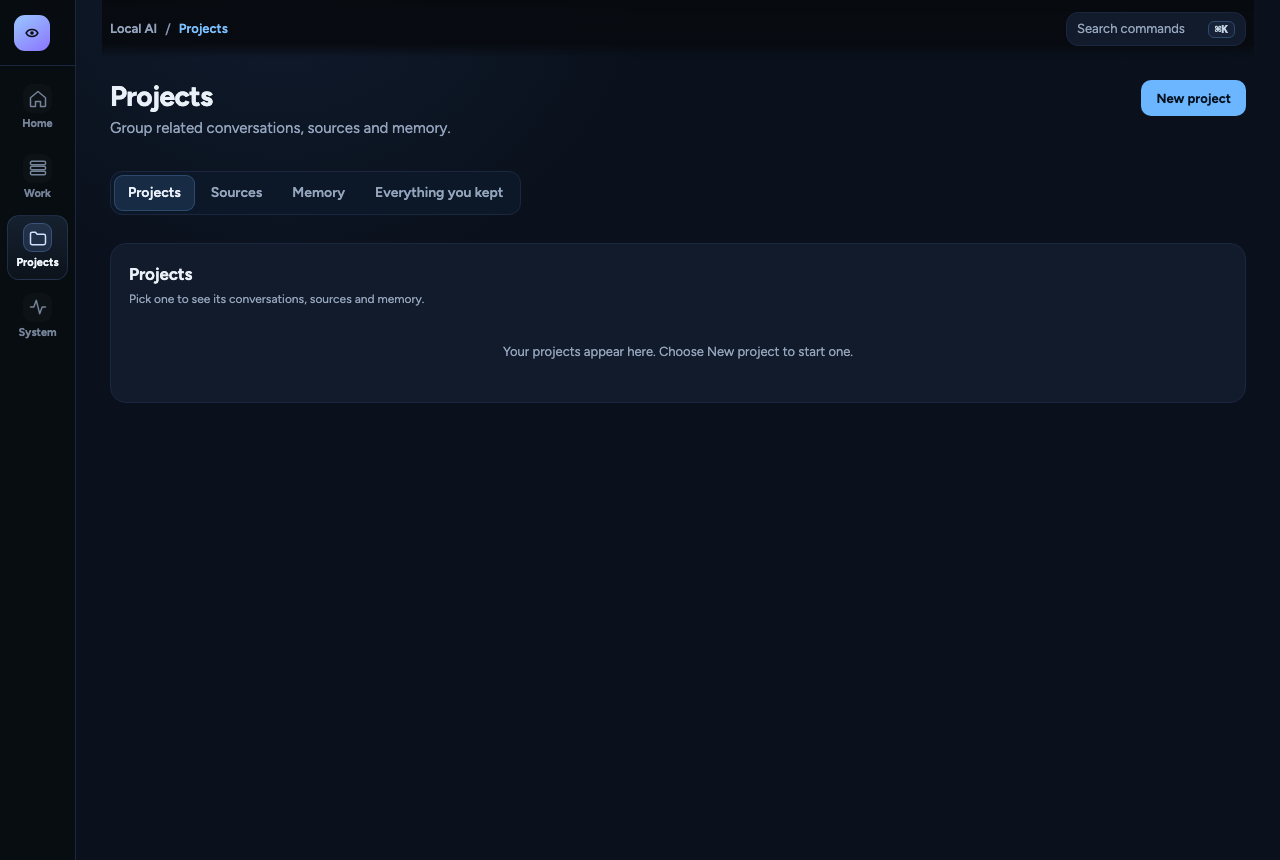 Local AI / Projects
Search commands ⌘K
Home
Work
Projects
System
Projects
New project
Group related conversations, sources and memory.
Projects Sources Memory Everything you kept
Projects
Pick one to see its conversations, sources and memory.
Your projects appear here. Choose New project to start one.